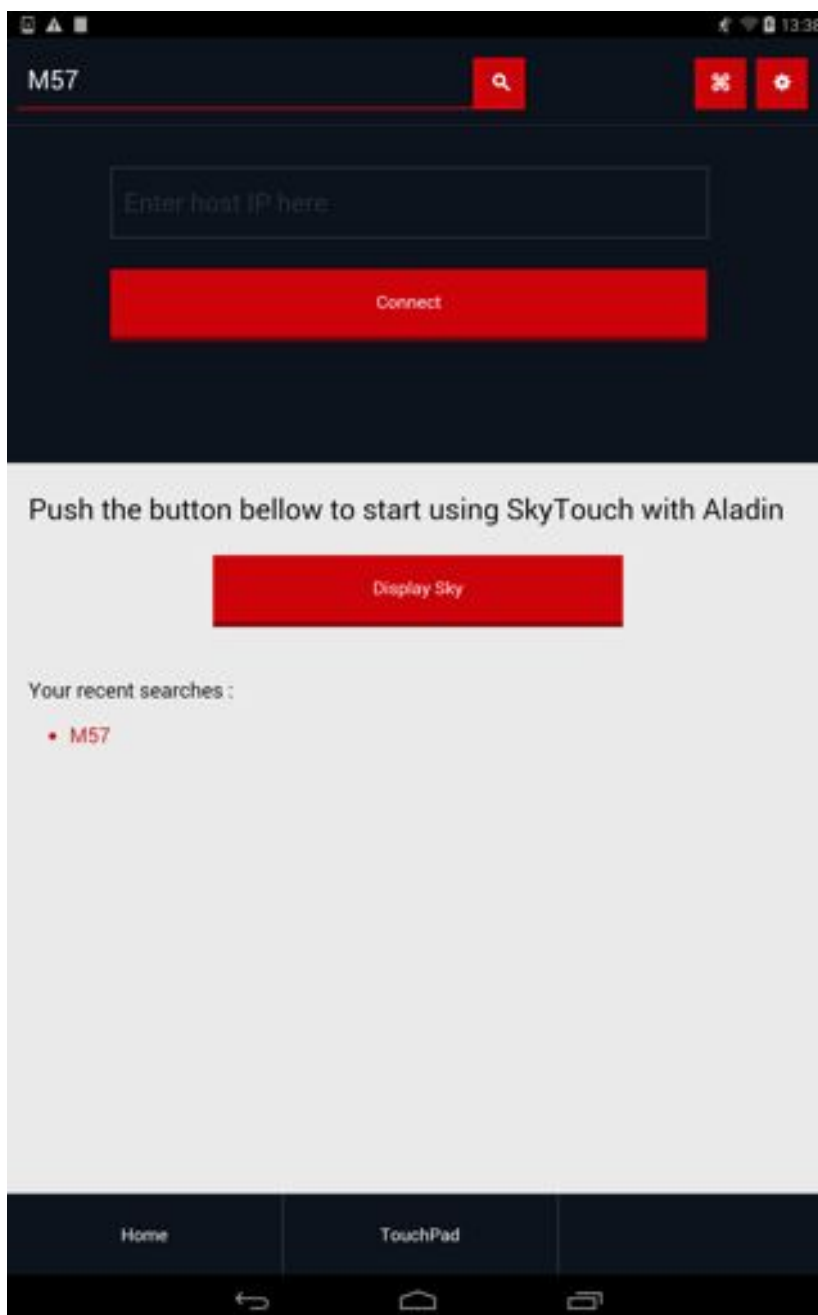 13:38
M57
Enter host IP here
Connect
Push the button bellow to start using SkyTouch with Aladin
Display Sky
Your recent searches :
• M57
Home
TouchPad